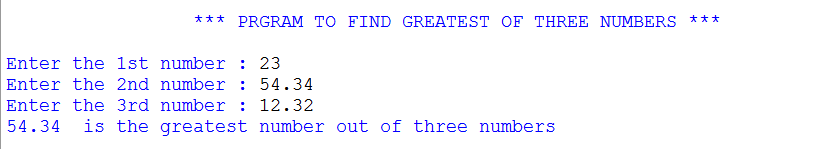 *** PRGRAM TO FIND GREATEST OF THREE NUMBERS ***
Enter the 1st number : 23
Enter the 2nd number : 54.34
Enter the 3rd number : 12.32
54.34  is the greatest number out of three numbers